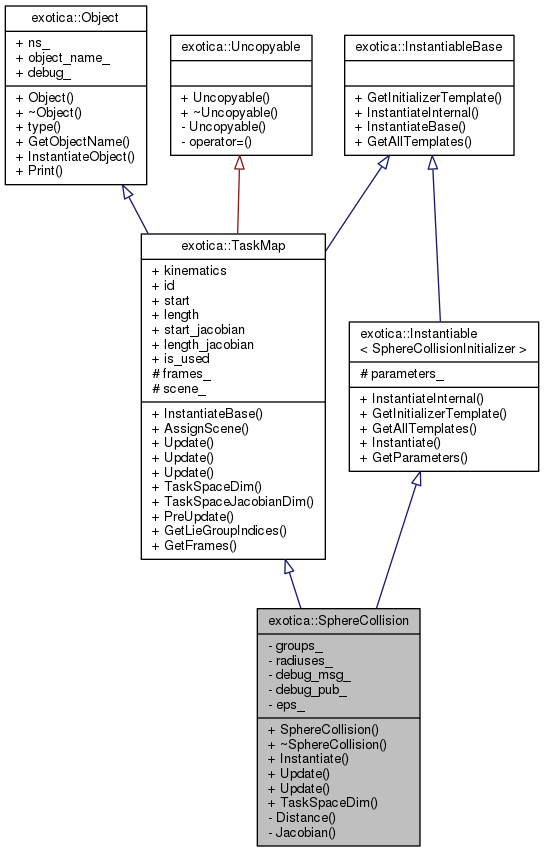 exotica::Object
+ ns_
+ object_name_
+ debug_
+ Object()
+ ~Object()
+ type()
+ GetObjectName()
+ InstantiateObject()
+ Print()
exotica::Uncopyable
+ Uncopyable()
+ ~Uncopyable()
- Uncopyable()
- operator=()
exotica::InstantiableBase
+ GetInitializerTemplate()
+ InstantiateInternal()
+ InstantiateBase()
+ GetAllTemplates()
exotica::TaskMap
+ kinematics
+ id
+ start
+ length
+ start_jacobian
+ length_jacobian
+ is_used
# frames_
# scene_
+ InstantiateBase()
+ AssignScene()
+ Update()
+ Update()
+ Update()
+ TaskSpaceDim()
+ TaskSpaceJacobianDim()
+ PreUpdate()
+ GetLieGroupIndices()
+ GetFrames()
exotica::Instantiable
< SphereCollisionInitializer >
# parameters_
+ InstantiateInternal()
+ GetInitializerTemplate()
+ GetAllTemplates()
+ Instantiate()
+ GetParameters()
exotica::SphereCollision
- groups_
- radiuses_
- debug_msg_
- debug_pub_
- eps_
+ SphereCollision()
+ ~SphereCollision()
+ Instantiate()
+ Update()
+ Update()
+ TaskSpaceDim()
- Distance()
- Jacobian()